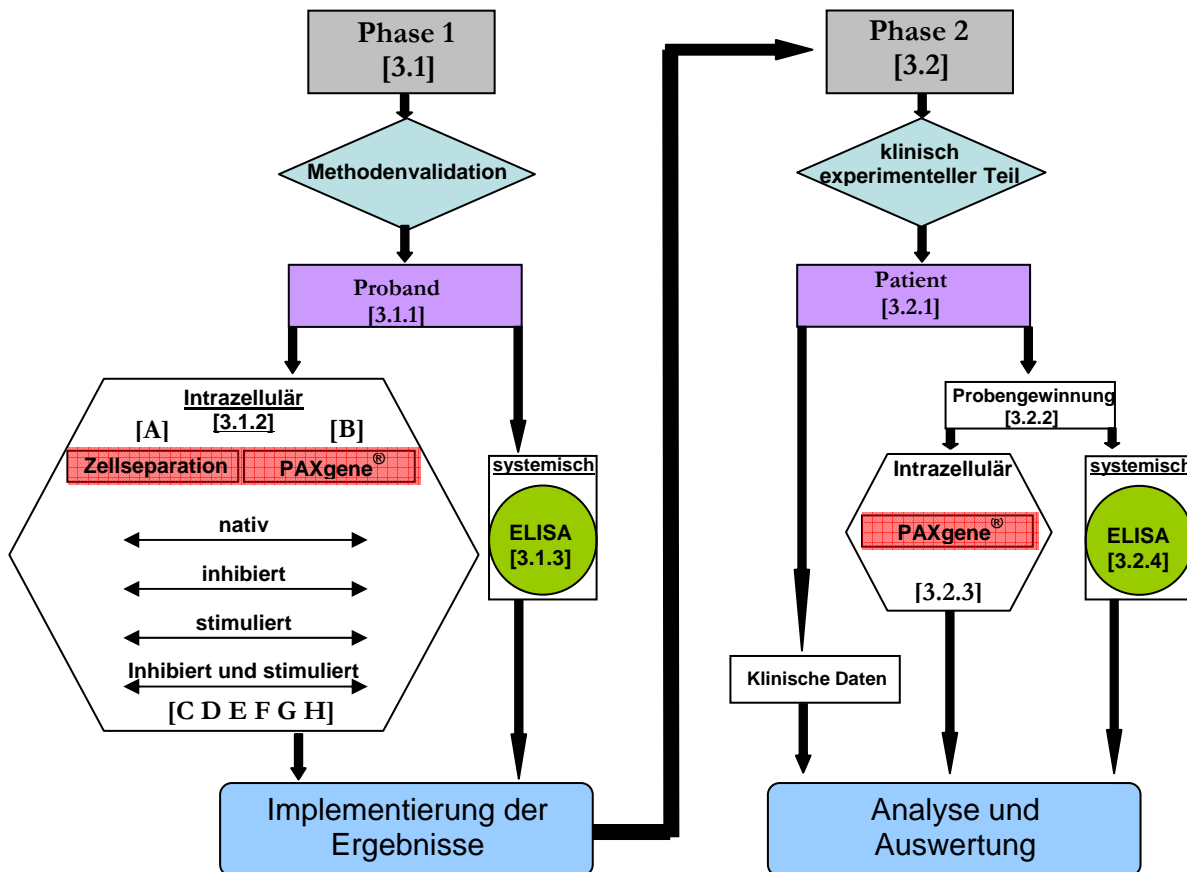 Phase 1
[3.1]
Methodenvalidation
Proband
[3.1.1]
Intrazellulär
[3.1.2]
[A] [B]
Zellseparation PAXgene®
nativ
inhibiert
stimuliert
Inhibiert und stimuliert
[C D E F G H]
systemisch
ELISA
[3.1.3]
Implementierung der
Ergebnisse
Phase 2
[3.2]
klinisch
experimenteller Teil
Patient
[3.2.1]
Probengewinnung
[3.2.2]
Intrazellulär
PAXgene®
[3.2.3]
systemisch
ELISA
[3.2.4]
Klinische Daten
Analyse und
Auswertung